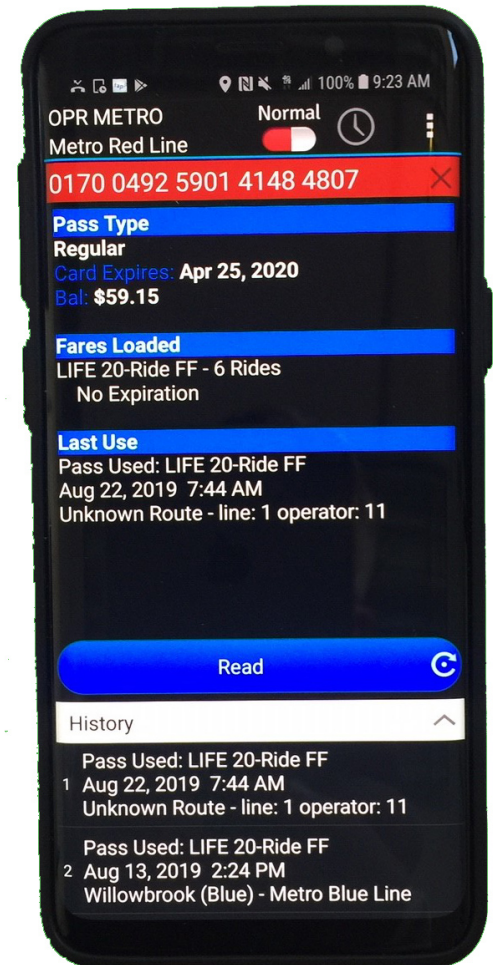 100% 9:23 AM
OPR METRO
Normal
Metro Red Line
0170 0492 5901 4148 4807
Pass Type
Regular
Card Expires: Apr 25, 2020
Bal: $59.15
Fares Loaded
LIFE 20-Ride FF - 6 Rides
No Expiration
Last Use
Pass Used: LIFE 20-Ride FF
Aug 22, 2019 7:44 AM
Unknown Route - line: 1 operator: 11
Read
History
Pass Used: LIFE 20-Ride FF
1 Aug 22, 2019 7:44 AM
Unknown Route - line: 1 operator: 11
Pass Used: LIFE 20-Ride FF
2 Aug 13, 2019 2:24 PM
Willowbrook (Blue) - Metro Blue Line